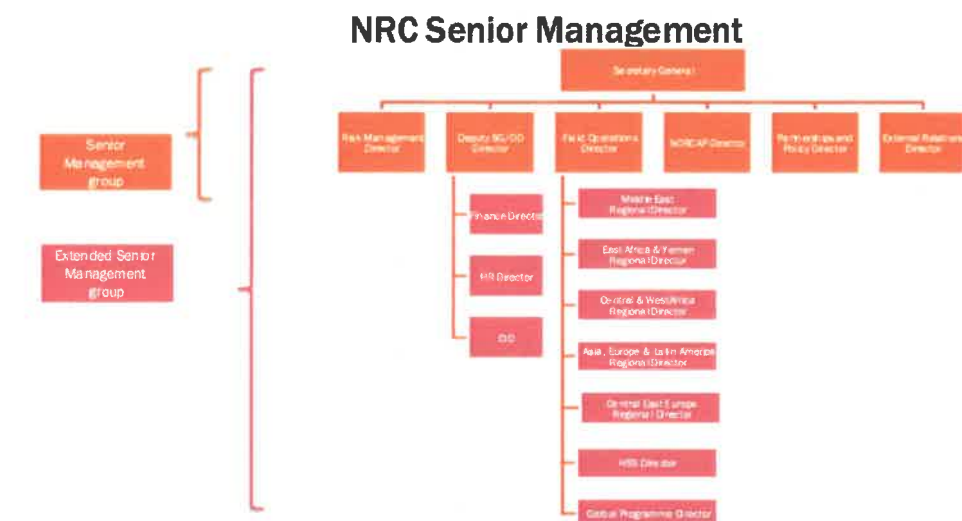 NRC Senior Management
Secretary General
Senior
Management
group
Extended Senior
Management
group
Risk Management
Director
Deputy SG/OD
Director
Field Operations
Director
NORCAP Director
Partnerships and
Policy Director
External Relations
Director
Finance Director
HR Director
Middle East
Regional Director
East Africa & Yemen
Regional Director
Central & West Africa
Regional Director
Asia, Europe & Latin America
Regional Director
Central East Europe
Regional Director
HSS Director
Global Programme Director